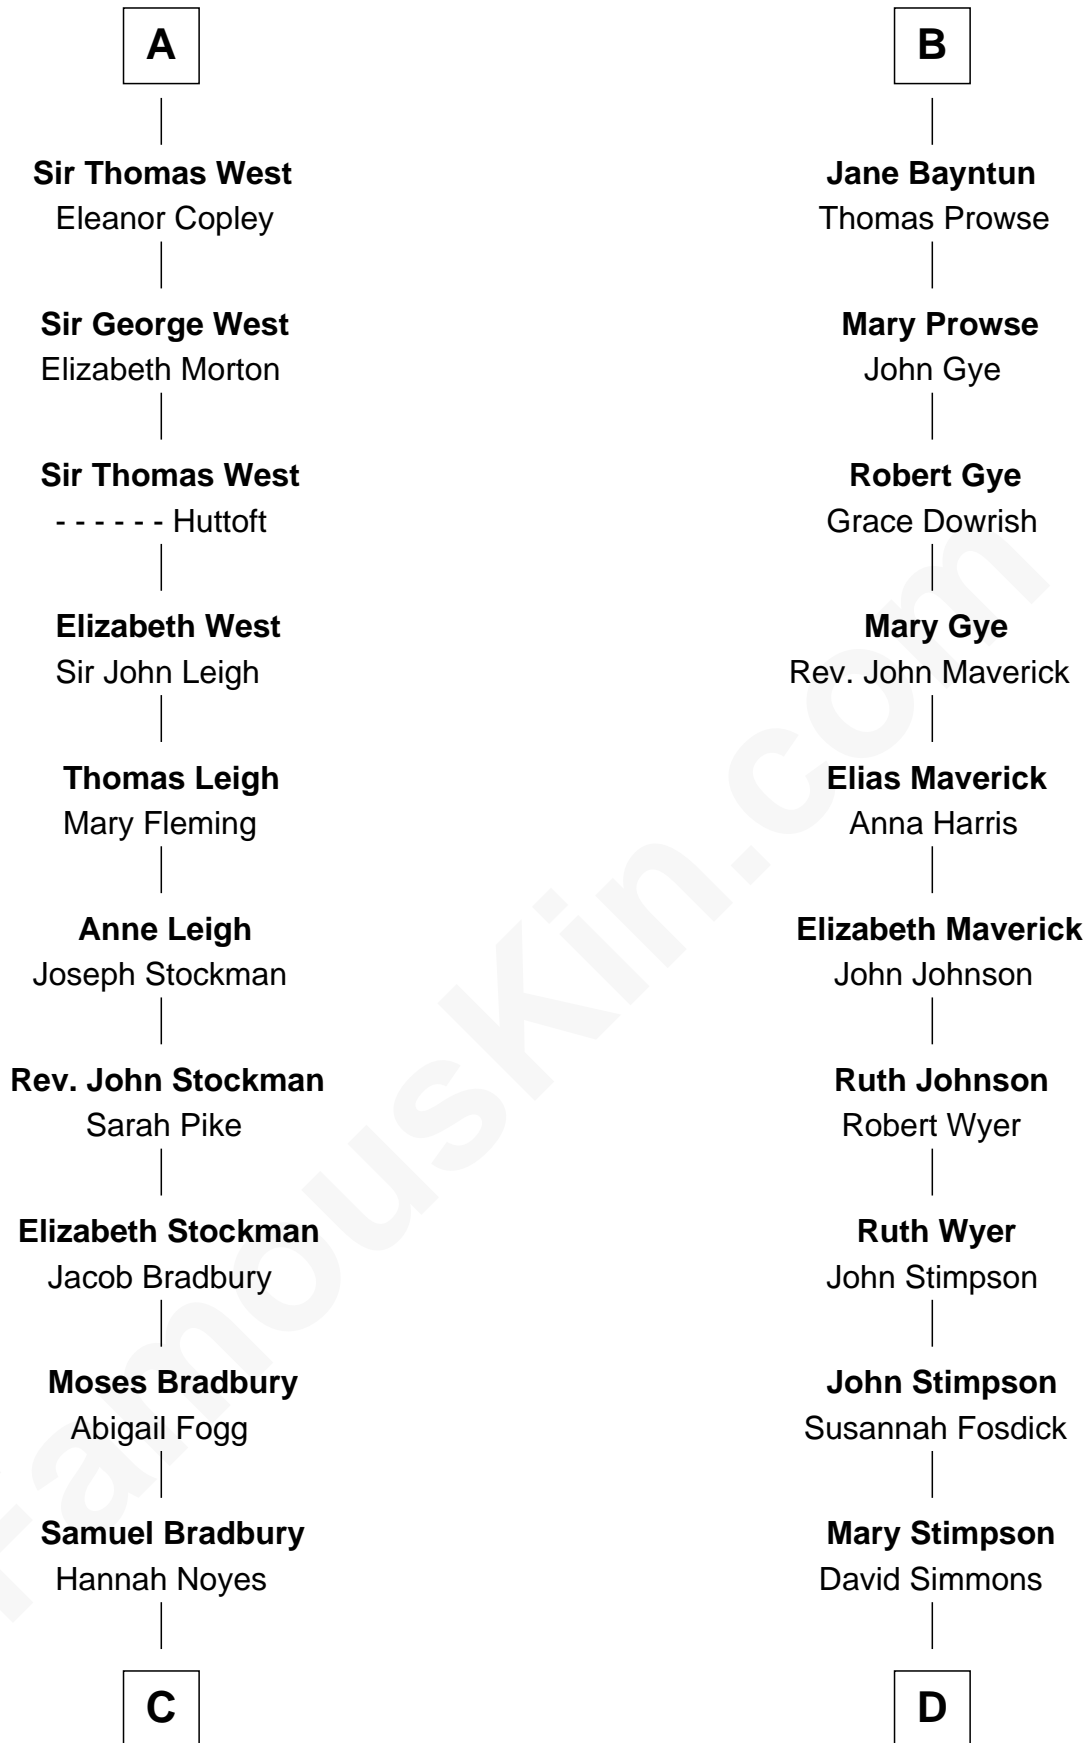 A
Sir Thomas West
Eleanor Copley
Sir George West
Elizabeth Morton
Sir Thomas West
- - - - - - Huttoft
Elizabeth West
Sir John Leigh
Thomas Leigh
Mary Fleming
Anne Leigh
Joseph Stockman
Rev. John Stockman
Sarah Pike
Elizabeth Stockman
Jacob Bradbury
Moses Bradbury
Abigail Fogg
Samuel Bradbury
Hannah Noyes
C
B
Jane Bayntun
Thomas Prowse
Mary Prowse
John Gye
Robert Gye
Grace Dowrish
Mary Gye
Rev. John Maverick
Elias Maverick
Anna Harris
Elizabeth Maverick
John Johnson
Ruth Johnson
Robert Wyer
Ruth Wyer
John Stimpson
John Stimpson
Susannah Fosdick
Mary Stimpson
David Simmons
D
FamousKin.com